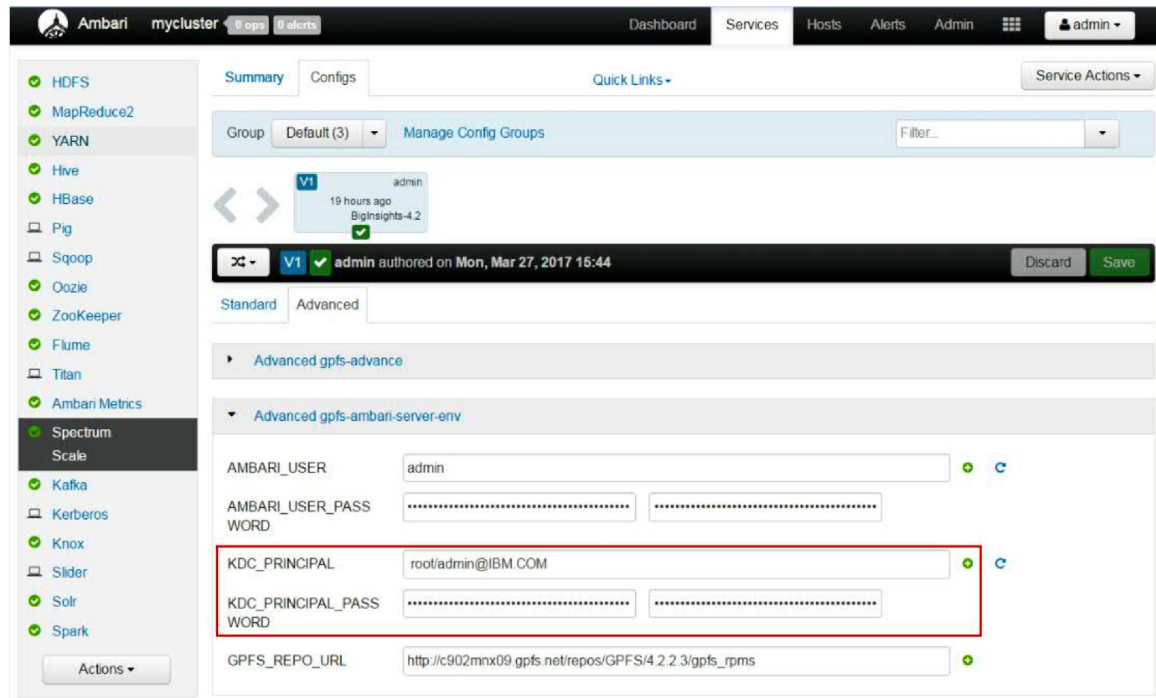 Ambari mycluster 0 ops 0 alerts Dashboard Services Hosts Alerts Admin admin
HDFS
MapReduce2
YARN
Hive
HBase
Pig
Sqoop
Oozie
ZooKeeper
Flume
Titan
Ambari Metrics
Spectrum
Scale
Kafka
Kerberos
Knox
Slider
Solr
Spark
Actions
Summary Configs Quick Links Service Actions
Group Default (3) Manage Config Groups Filter...
V1 admin
19 hours ago
BigInsights-4.2
V1 admin authored on Mon, Mar 27, 2017 15:44 Discard Save
Standard Advanced
Advanced gpfs-advance
Advanced gpfs-ambari-server-env
AMBARI_USER admin
AMBARI_USER_PASS
WORD
KDC_PRINCIPAL root/admin@IBM.COM
KDC_PRINCIPAL_PASS
WORD
GPFS_REPO_URL http://c902mnx09.gpfs.net/repos/GPFS/4.2.2.3/gpfs_rpms